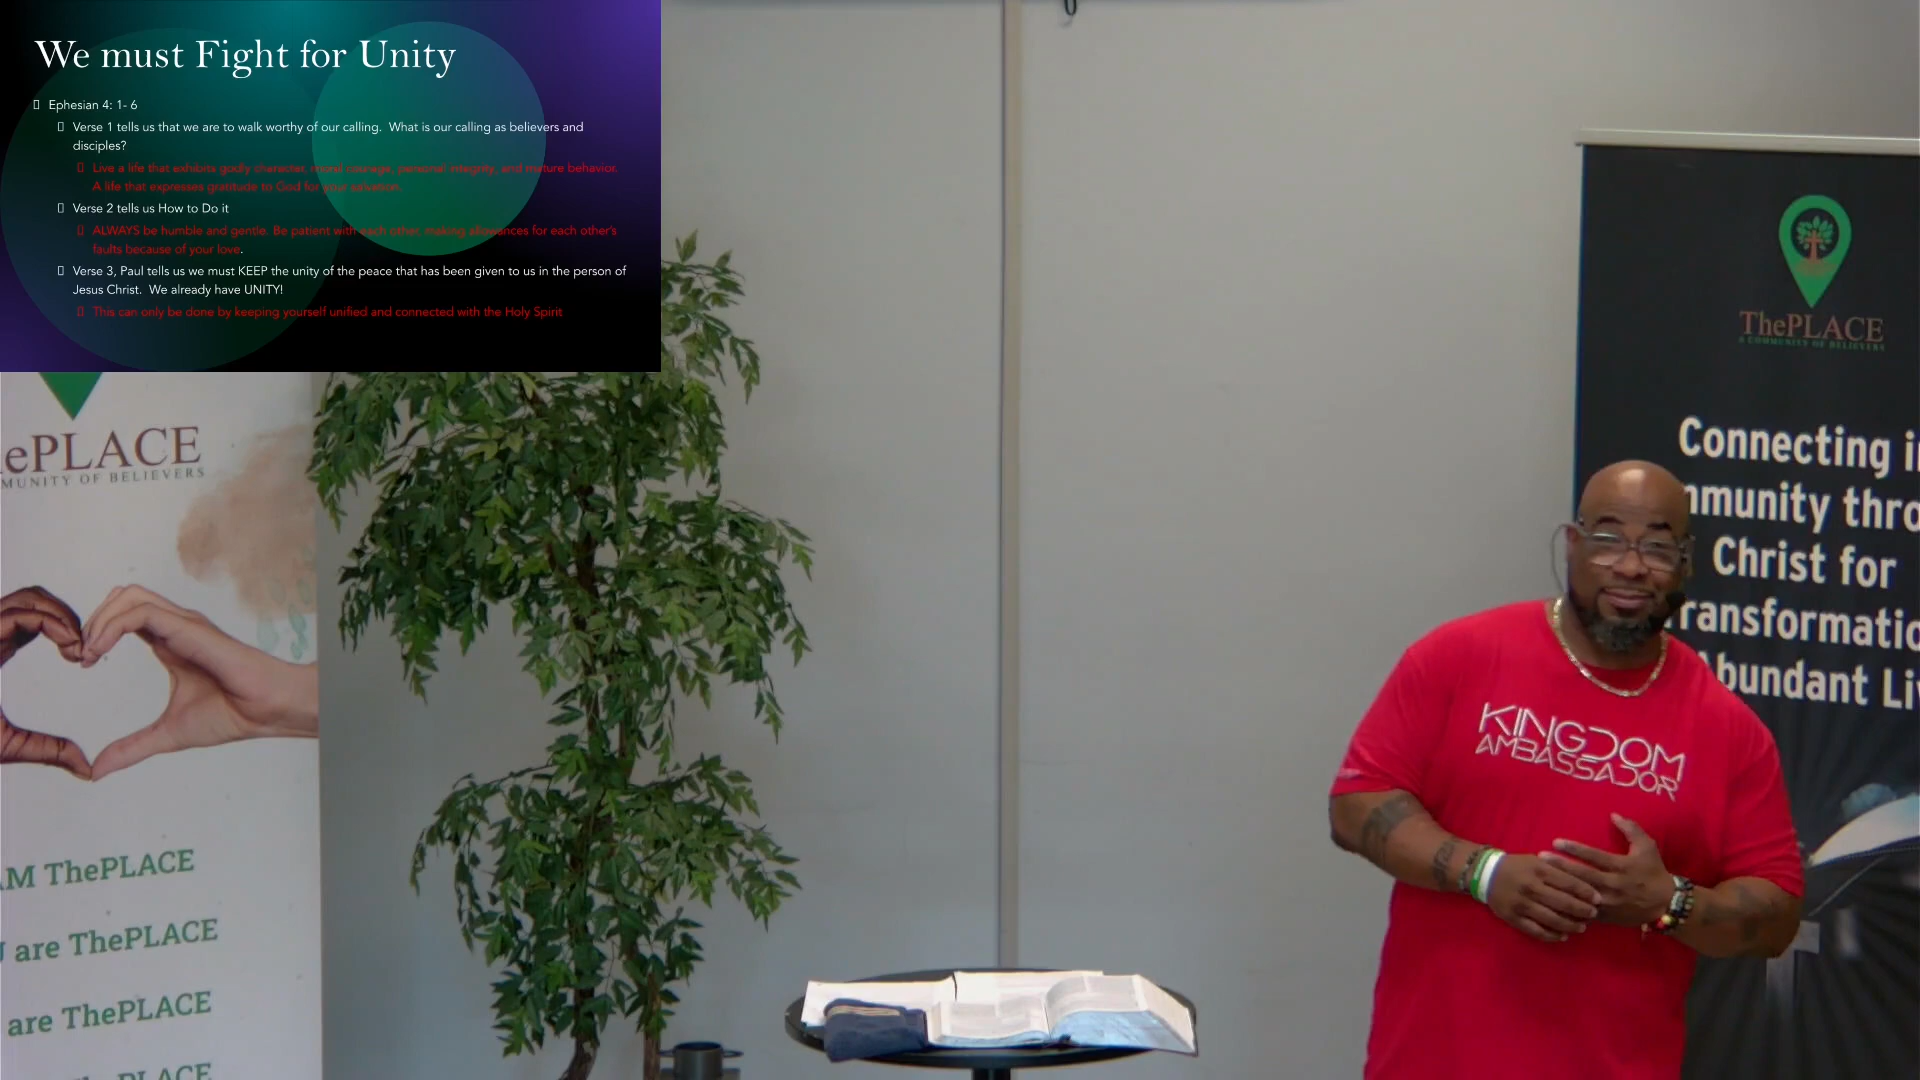 We must Fight for Unity
Ephesian 4: 1- 6
Verse 1 tells us that we are to walk worthy of our calling.  What is our calling as believers and
disciples?
Live a life that exhibits godly character, moral courage, personal integrity, and mature behavior.
A life that expresses gratitude to God for your salvation.
Verse 2 tells us How to Do it
ALWAYS be humble and gentle. Be patient with each other, making allowances for each other's
faults because of your love.
Verse 3, Paul tells us we must KEEP the unity of the peace that has been given to us in the person of
Jesus Christ.  We already have UNITY!
This can only be done by keeping yourself unified and connected with the Holy Spirit
ePLACE
MUNITY OF BELIEVERS
M ThePLACE
are ThePLACE
are ThePLACE
PLACE
ThePLACE
A COMMUNITY OF BELIEVERS
Connecting i
mmunity thro
Christ for
ransformatio
bundant Li
KINGDOM
AMBASSADOR